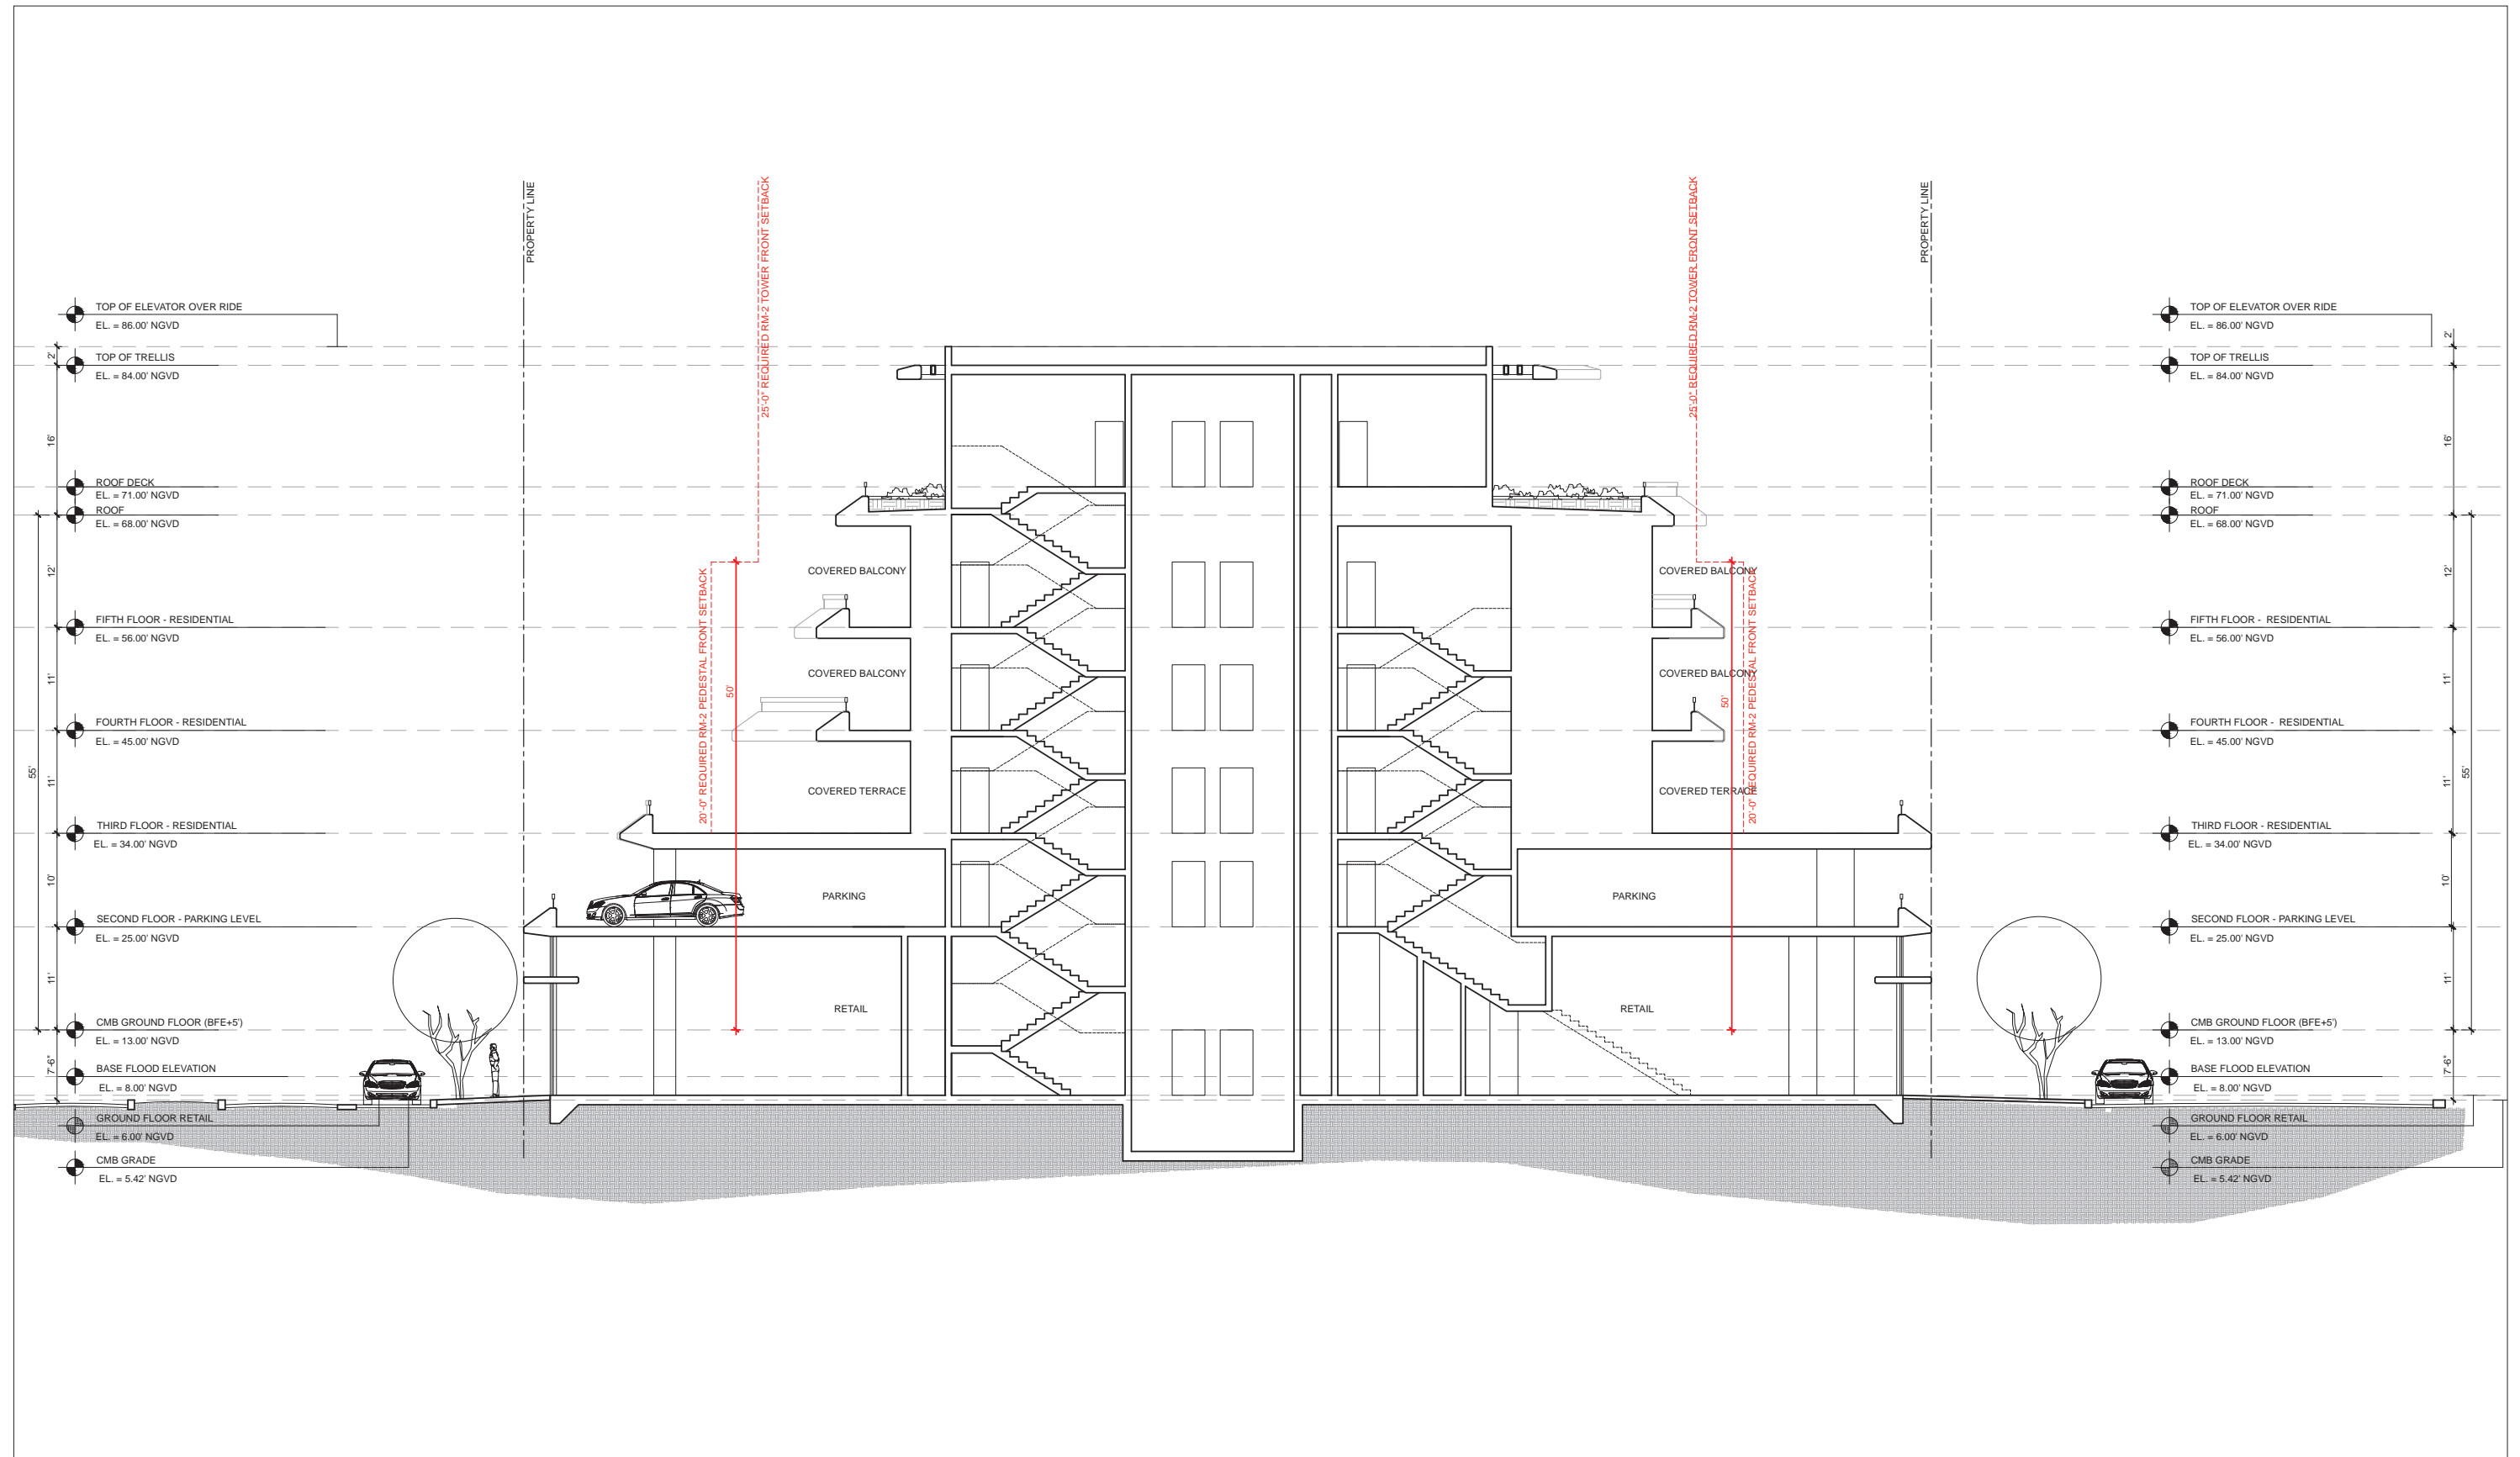 PROPERTY LINE
25'-0" REQUIRED RM-2 TOWER FRONT SETBACK
25'-0" REQUIRED RM-2 TOWER FRONT SETBACK
PROPERTY LINE
TOP OF ELEVATOR OVER RIDE
EL. = 86.00' NGVD
2'
TOP OF TRELLIS
EL. = 84.00' NGVD
16'
ROOF DECK
EL. = 71.00' NGVD
ROOF
EL. = 68.00' NGVD
12'
FIFTH FLOOR - RESIDENTIAL
EL. = 56.00' NGVD
11'
FOURTH FLOOR - RESIDENTIAL
EL. = 45.00' NGVD
55'
11'
THIRD FLOOR - RESIDENTIAL
EL. = 34.00' NGVD
10'
SECOND FLOOR - PARKING LEVEL
EL. = 25.00' NGVD
11'
CMB GROUND FLOOR (BFE+5')
EL. = 13.00' NGVD
7'-6"
BASE FLOOD ELEVATION
EL. = 8.00' NGVD
GROUND FLOOR RETAIL
EL. = 6.00' NGVD
CMB GRADE
EL. = 5.42' NGVD
20'-0" REQUIRED RM-2 PEDESTAL FRONT SETBACK
50'
COVERED BALCONY
COVERED BALCONY
COVERED TERRACE
PARKING
RETAIL
COVERED BALCONY
COVERED BALCONY
COVERED TERRACE
PARKING
RETAIL
50'
20'-0" REQUIRED RM-2 PEDESTAL FRONT SETBACK
TOP OF ELEVATOR OVER RIDE
EL. = 86.00' NGVD
2'
TOP OF TRELLIS
EL. = 84.00' NGVD
16'
ROOF DECK
EL. = 71.00' NGVD
ROOF
EL. = 68.00' NGVD
12'
FIFTH FLOOR - RESIDENTIAL
EL. = 56.00' NGVD
11'
FOURTH FLOOR - RESIDENTIAL
EL. = 45.00' NGVD
55'
11'
THIRD FLOOR - RESIDENTIAL
EL. = 34.00' NGVD
10'
SECOND FLOOR - PARKING LEVEL
EL. = 25.00' NGVD
11'
CMB GROUND FLOOR (BFE+5')
EL. = 13.00' NGVD
7'-6"
BASE FLOOD ELEVATION
EL. = 8.00' NGVD
GROUND FLOOR RETAIL
EL. = 6.00' NGVD
CMB GRADE
EL. = 5.42' NGVD